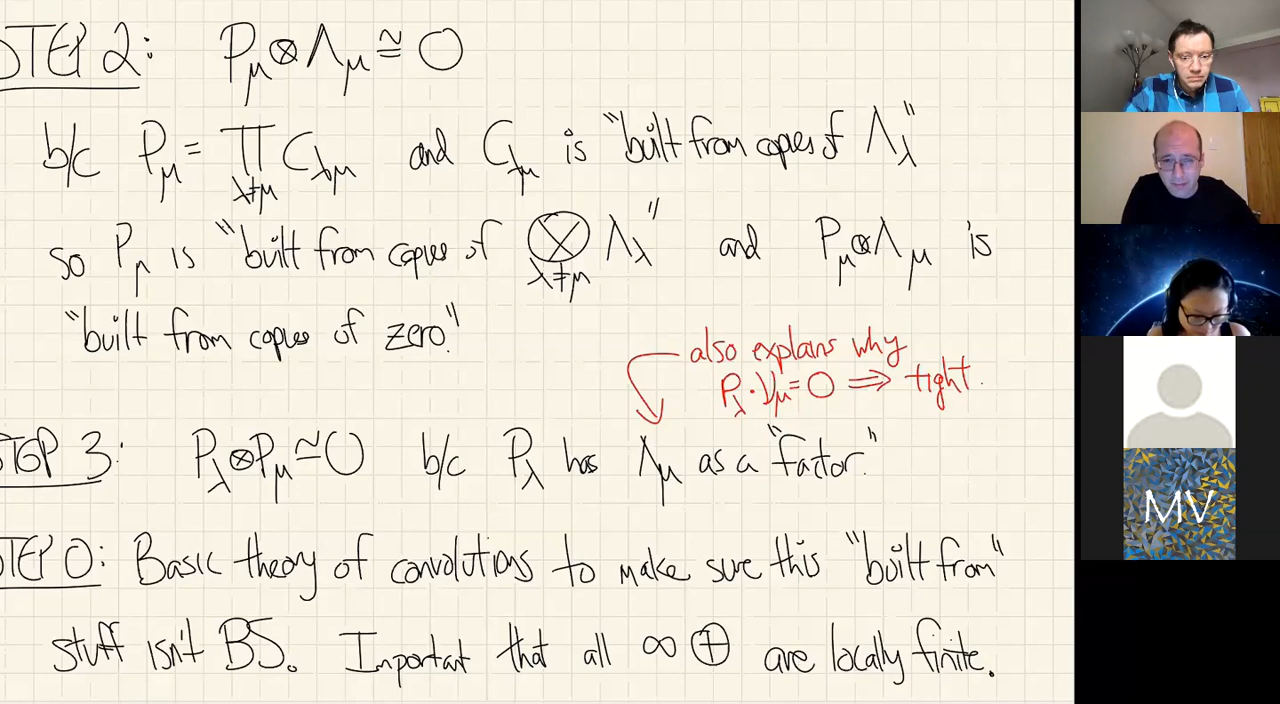 STEP 2: P_μ ⊗ Λ_μ ≅ 0
b/c P_μ = ∏_{λ≠μ} C_{λμ} and C_{λμ} is "built from copies of Λ_λ"
so P_μ is "built from copies of ⊗_{λ≠μ} Λ_λ" and P_μ ⊗ Λ_μ is
"built from copies of zero."
also explains why
P_λ · ν_μ = 0 ⟹ tight.
STEP 3: P_λ ⊗ P_μ ≅ 0 b/c P_λ has Λ_μ as a "factor."
STEP 0: Basic theory of convolutions to make sure this "built from"
stuff isn't BS. Important that all ∞ ⊕ are locally finite.
MV